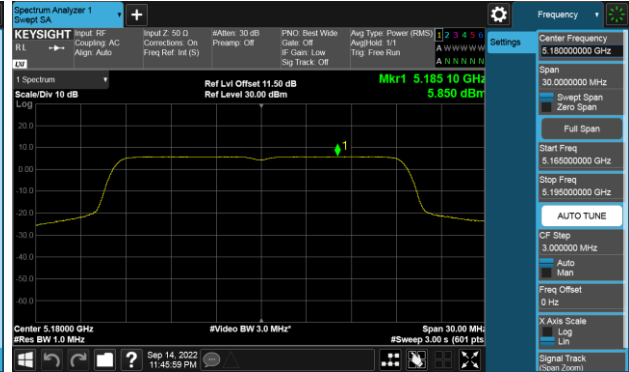 Spectrum Analyzer 1
Swept SA
Frequency
KEYSIGHT
RL
LXI
Input: RF
Coupling: AC
Align: Auto
Input Z: 50 Ω
Corrections: On
Freq Ref: Int (S)
#Atten: 30 dB
Preamp: Off
PNO: Best Wide
Gate: Off
IF Gain: Low
Sig Track: Off
Avg Type: Power (RMS)
Avg|Hold: 1/1
Trig: Free Run
1 2 3 4 5 6
A W W W W W
A N N N N N
1 Spectrum
Scale/Div 10 dB
Log
Ref Lvl Offset 11.50 dB
Ref Level 30.00 dBm
Mkr1 5.185 10 GHz
5.850 dBm
20.0
10.0
0.00
-10.0
-20.0
-30.0
-40.0
-50.0
-60.0
1
Center 5.18000 GHz
#Res BW 1.0 MHz
#Video BW 3.0 MHz*
Span 30.00 MHz
#Sweep 3.00 s (601 pts)
Sep 14, 2022
11:45:59 PM
?
Settings
Center Frequency
5.180000000 GHz
Span
30.0000000 MHz
Swept Span
Zero Span
Full Span
Start Freq
5.165000000 GHz
Stop Freq
5.195000000 GHz
AUTO TUNE
CF Step
3.000000 MHz
Auto
Man
Freq Offset
0 Hz
X Axis Scale
Log
Lin
Signal Track
(Span Zoom)